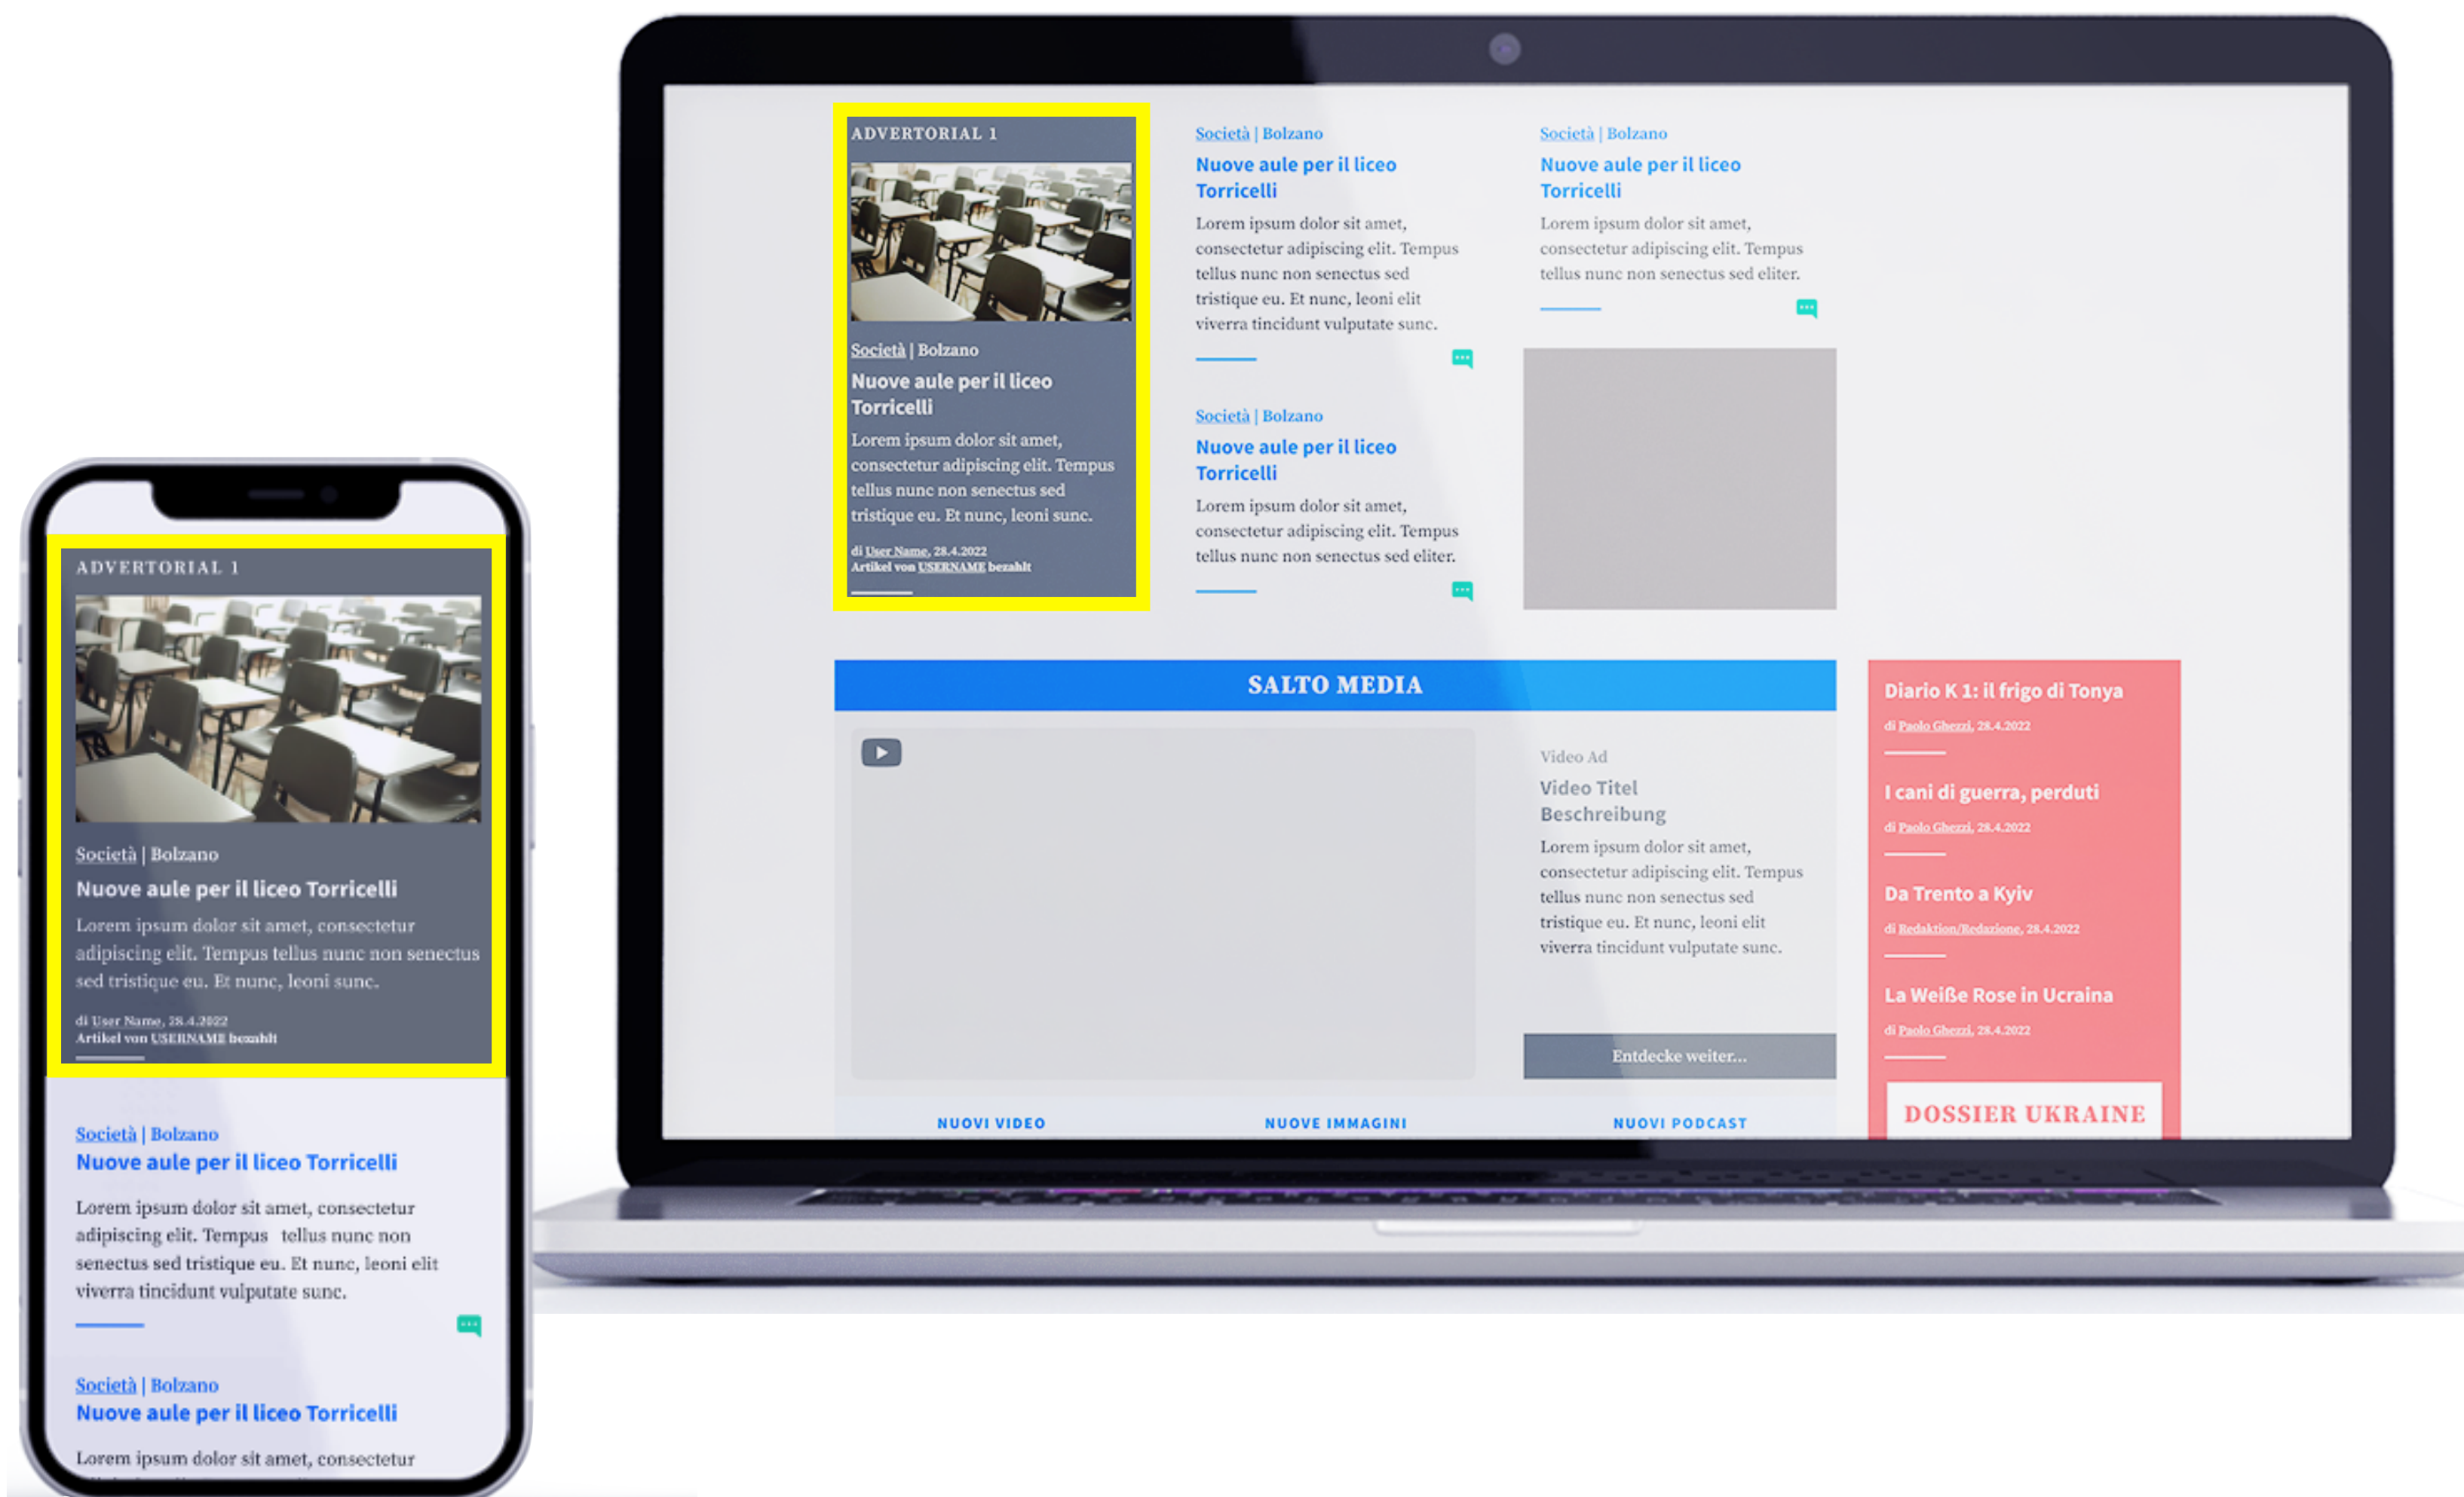 ADVERTORIAL 1
Società | Bolzano
Nuove aule per il liceo Torricelli
Lorem ipsum dolor sit amet, consectetur
adipiscing elit. Tempus tellus nunc non senectus
sed tristique eu. Et nunc, leoni sunc.
di User Name, 28.4.2022
Artikel von USERNAME bezahlt
Società | Bolzano
Nuove aule per il liceo Torricelli
Lorem ipsum dolor sit amet, consectetur
adipiscing elit. Tempus tellus nunc non
senectus sed tristique eu. Et nunc, leoni elit
viverra tincidunt vulputate sunc.
Società | Bolzano
Nuove aule per il liceo Torricelli
Lorem ipsum dolor sit amet, consectetur
ADVERTORIAL 1
Società | Bolzano
Nuove aule per il liceo
Torricelli
Lorem ipsum dolor sit amet,
consectetur adipiscing elit. Tempus
tellus nunc non senectus sed
tristique eu. Et nunc, leoni sunc.
di User Name, 28.4.2022
Artikel von USERNAME bezahlt
Società | Bolzano
Nuove aule per il liceo
Torricelli
Lorem ipsum dolor sit amet,
consectetur adipiscing elit. Tempus
tellus nunc non senectus sed
tristique eu. Et nunc, leoni elit
viverra tincidunt vulputate sunc.
Società | Bolzano
Nuove aule per il liceo
Torricelli
Lorem ipsum dolor sit amet,
consectetur adipiscing elit. Tempus
tellus nunc non senectus sed eliter.
Società | Bolzano
Nuove aule per il liceo
Torricelli
Lorem ipsum dolor sit amet,
consectetur adipiscing elit. Tempus
tellus nunc non senectus sed eliter.
SALTO MEDIA
Video Ad
Video Titel
Beschreibung
Lorem ipsum dolor sit amet,
consectetur adipiscing elit. Tempus
tellus nunc non senectus sed
tristique eu. Et nunc, leoni elit
viverra tincidunt vulputate sunc.
Entdecke weiter...
NUOVI VIDEO
NUOVE IMMAGINI
NUOVI PODCAST
Diario K 1: il frigo di Tonya
di Paolo Ghezzi, 28.4.2022
I cani di guerra, perduti
di Paolo Ghezzi, 28.4.2022
Da Trento a Kyiv
di Redaktion/Redazione, 28.4.2022
La Weiße Rose in Ucraina
di Paolo Ghezzi, 28.4.2022
DOSSIER UKRAINE